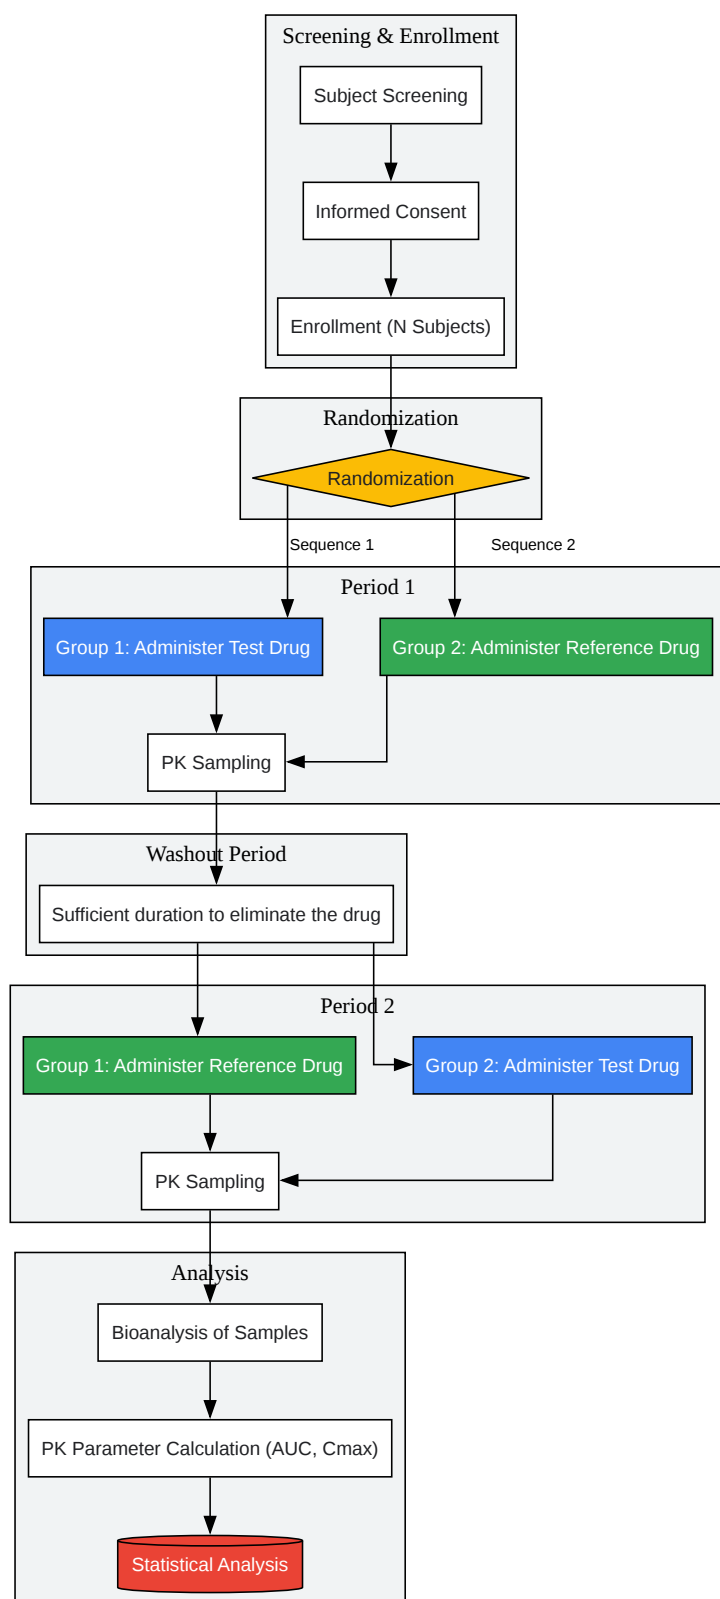 Screening & Enrollment
Subject Screening
Informed Consent
Enrollment (N Subjects)
Randomization
Randomization
Sequence 1
Sequence 2
Period 1
Group 1: Administer Test Drug
Group 2: Administer Reference Drug
PK Sampling
Washout Period
Sufficient duration to eliminate the drug
Period 2
Group 1: Administer Reference Drug
Group 2: Administer Test Drug
PK Sampling
Analysis
Bioanalysis of Samples
PK Parameter Calculation (AUC, Cmax)
Statistical Analysis